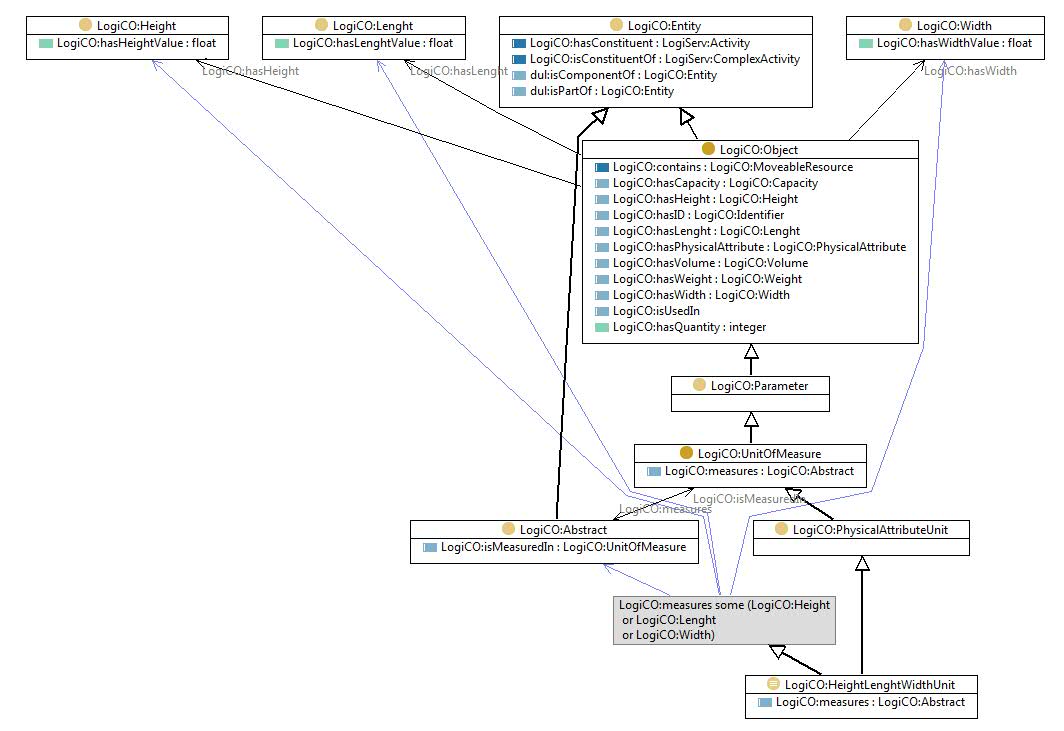 LogiCO:Height
LogiCO:hasHeightValue : float
LogiCO:Lenght
LogiCO:hasLenghtValue : float
LogiCO:Entity
LogiCO:hasConstituent : LogiServ:Activity
LogiCO:isConstituentOf : LogiServ:ComplexActivity
dul:isComponentOf : LogiCO:Entity
dul:isPartOf : LogiCO:Entity
LogiCO:Width
LogiCO:hasWidthValue : float
LogiCO:hasHeight
LogiCO:hasLenght
LogiCO:hasWidth
LogiCO:Object
LogiCO:contains : LogiCO:MoveableResource
LogiCO:hasCapacity : LogiCO:Capacity
LogiCO:hasHeight : LogiCO:Height
LogiCO:hasID : LogiCO:Identifier
LogiCO:hasLenght : LogiCO:Lenght
LogiCO:hasPhysicalAttribute : LogiCO:PhysicalAttribute
LogiCO:hasVolume : LogiCO:Volume
LogiCO:hasWeight : LogiCO:Weight
LogiCO:hasWidth : LogiCO:Width
LogiCO:isUsedIn
LogiCO:hasQuantity : integer
LogiCO:Parameter
LogiCO:UnitOfMeasure
LogiCO:measures : LogiCO:Abstract
LogiCO:isMeasuredIn
LogiCO:measures
LogiCO:Abstract
LogiCO:isMeasuredIn : LogiCO:UnitOfMeasure
LogiCO:PhysicalAttributeUnit
LogiCO:measures some (LogiCO:Height
or LogiCO:Lenght
or LogiCO:Width)
LogiCO:HeightLenghtWidthUnit
LogiCO:measures : LogiCO:Abstract